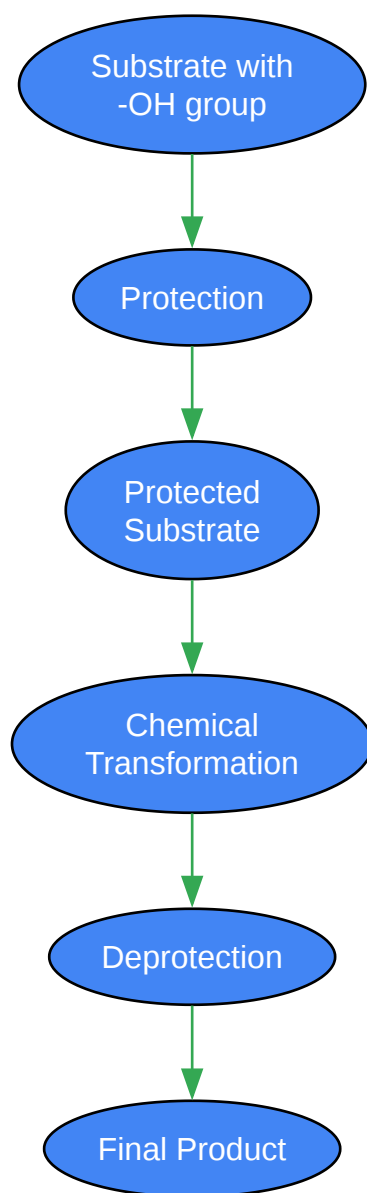 Substrate with
-OH group
Protection
Protected
Substrate
Chemical
Transformation
Deprotection
Final Product